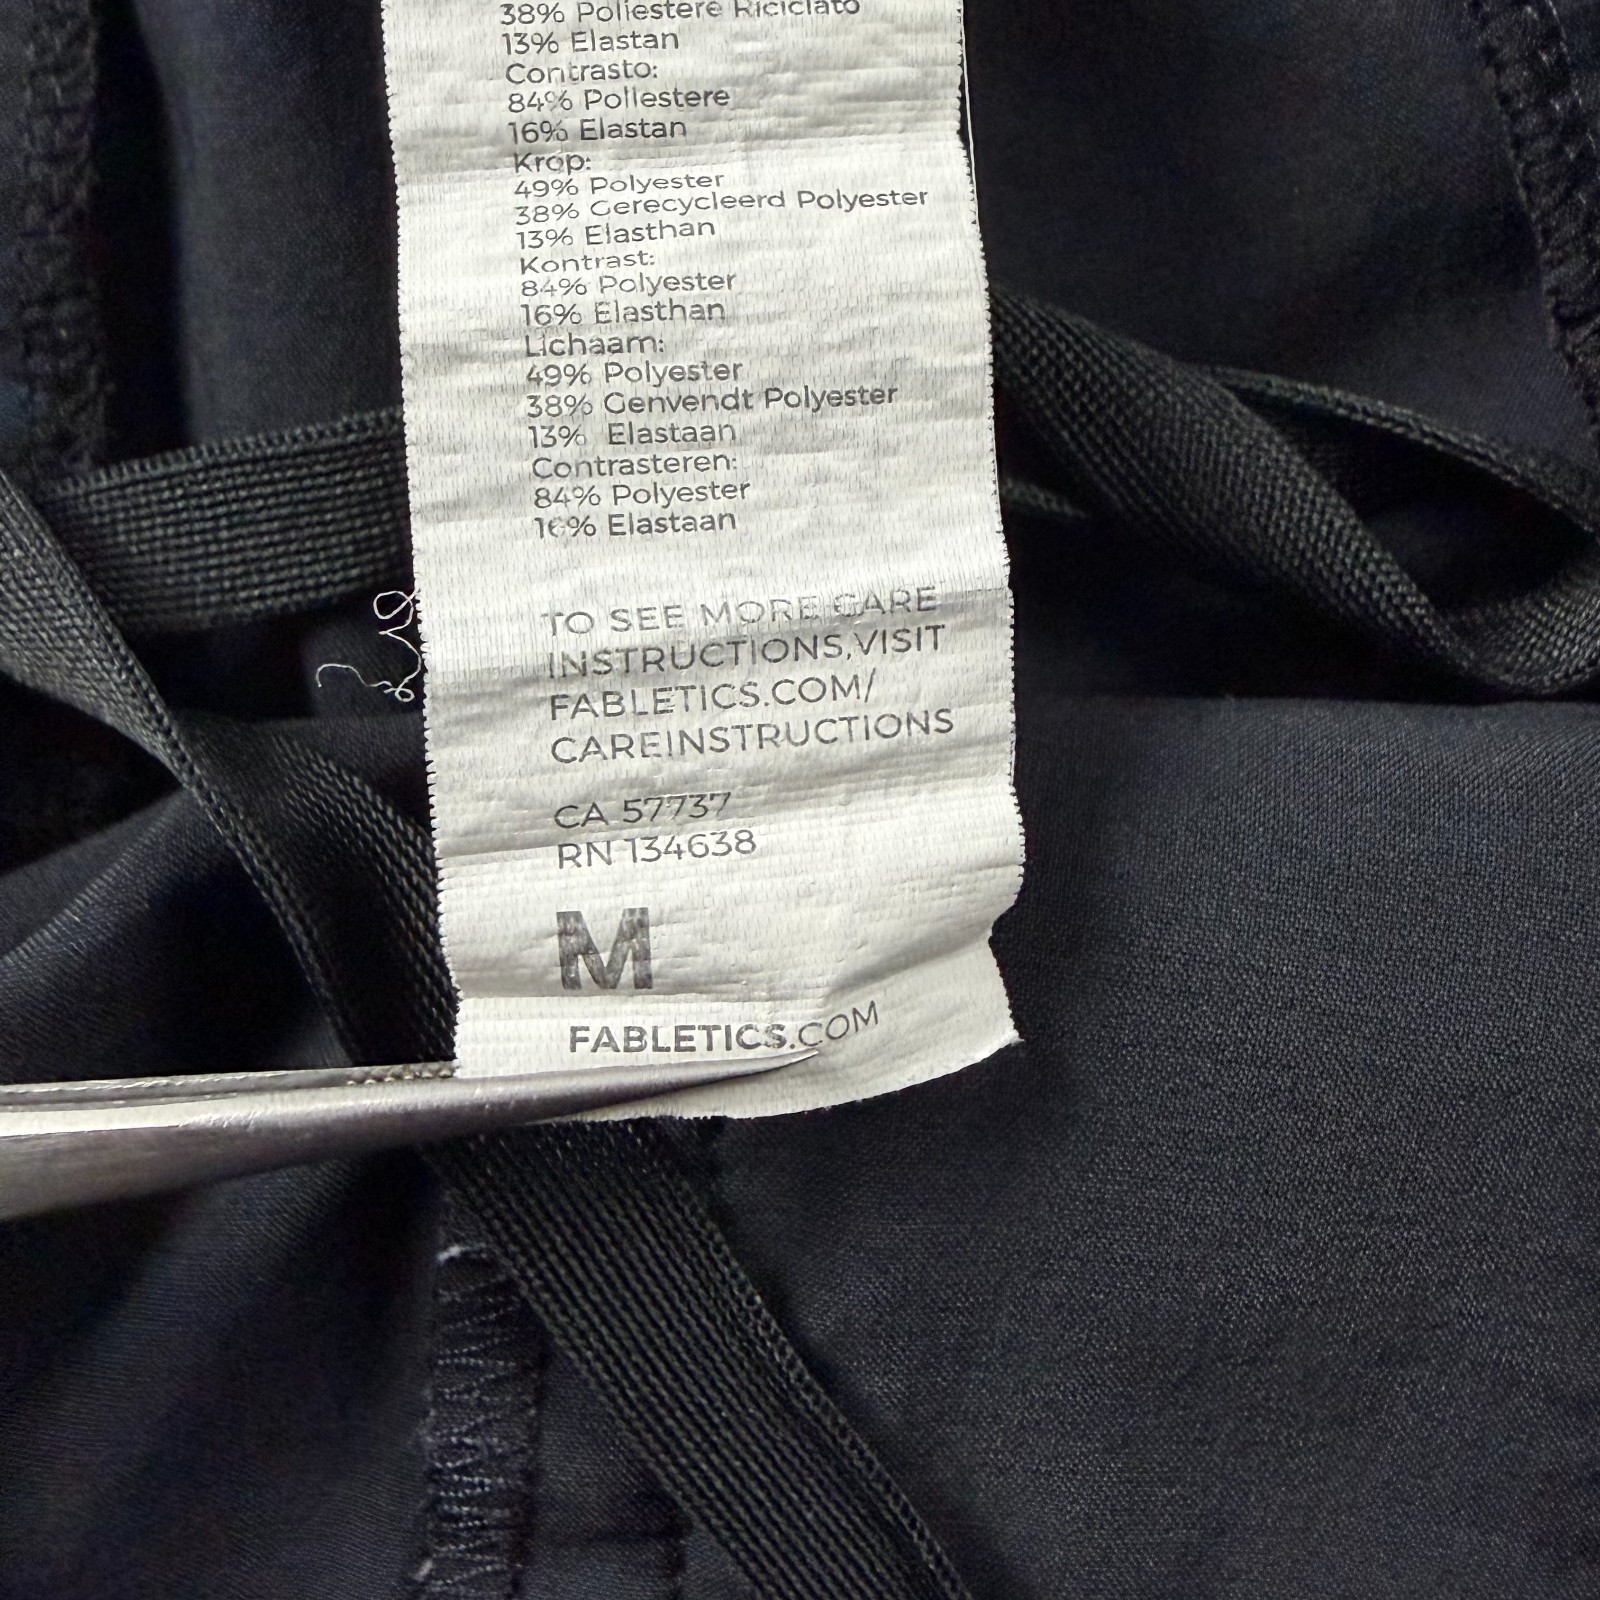 38% Poliestere Riciclato
13% Elastan
Contrasto:
84% Poliestere
16% Elastan
Krop:
49% Polyester
38% Gerecycleerd Polyester
13% Elasthan
Kontrast:
84% Polyester
16% Elasthan
Lichaam:
49% Polyester
38% Genvendt Polyester
13% Elastaan
Contrasteren:
84% Polyester
16% Elastaan
TO SEE MORE CARE
INSTRUCTIONS,VISIT
FABLETICS.COM/
CAREINSTRUCTIONS
CA 57737
RN 134638
M
FABLETICS.COM